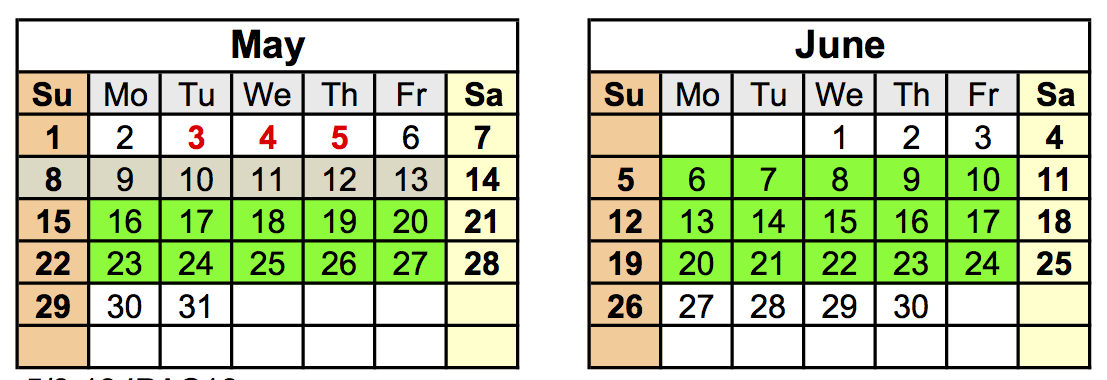 May
Su Mo Tu We Th Fr Sa
1 2 3 4 5 6 7
8 9 10 11 12 13 14
15 16 17 18 19 20 21
22 23 24 25 26 27 28
29 30 31
June
Su Mo Tu We Th Fr Sa
1 2 3 4
5 6 7 8 9 10 11
12 13 14 15 16 17 18
19 20 21 22 23 24 25
26 27 28 29 30